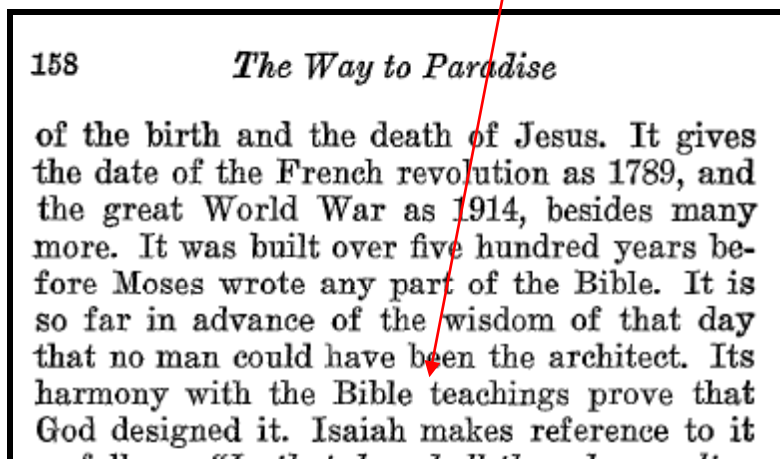 158 The Way to Paradise
of the birth and the death of Jesus. It gives
the date of the French revolution as 1789, and
the great World War as 1914, besides many
more. It was built over five hundred years be-
fore Moses wrote any part of the Bible. It is
so far in advance of the wisdom of that day
that no man could have been the architect. Its
harmony with the Bible teachings prove that
God designed it. Isaiah makes reference to it